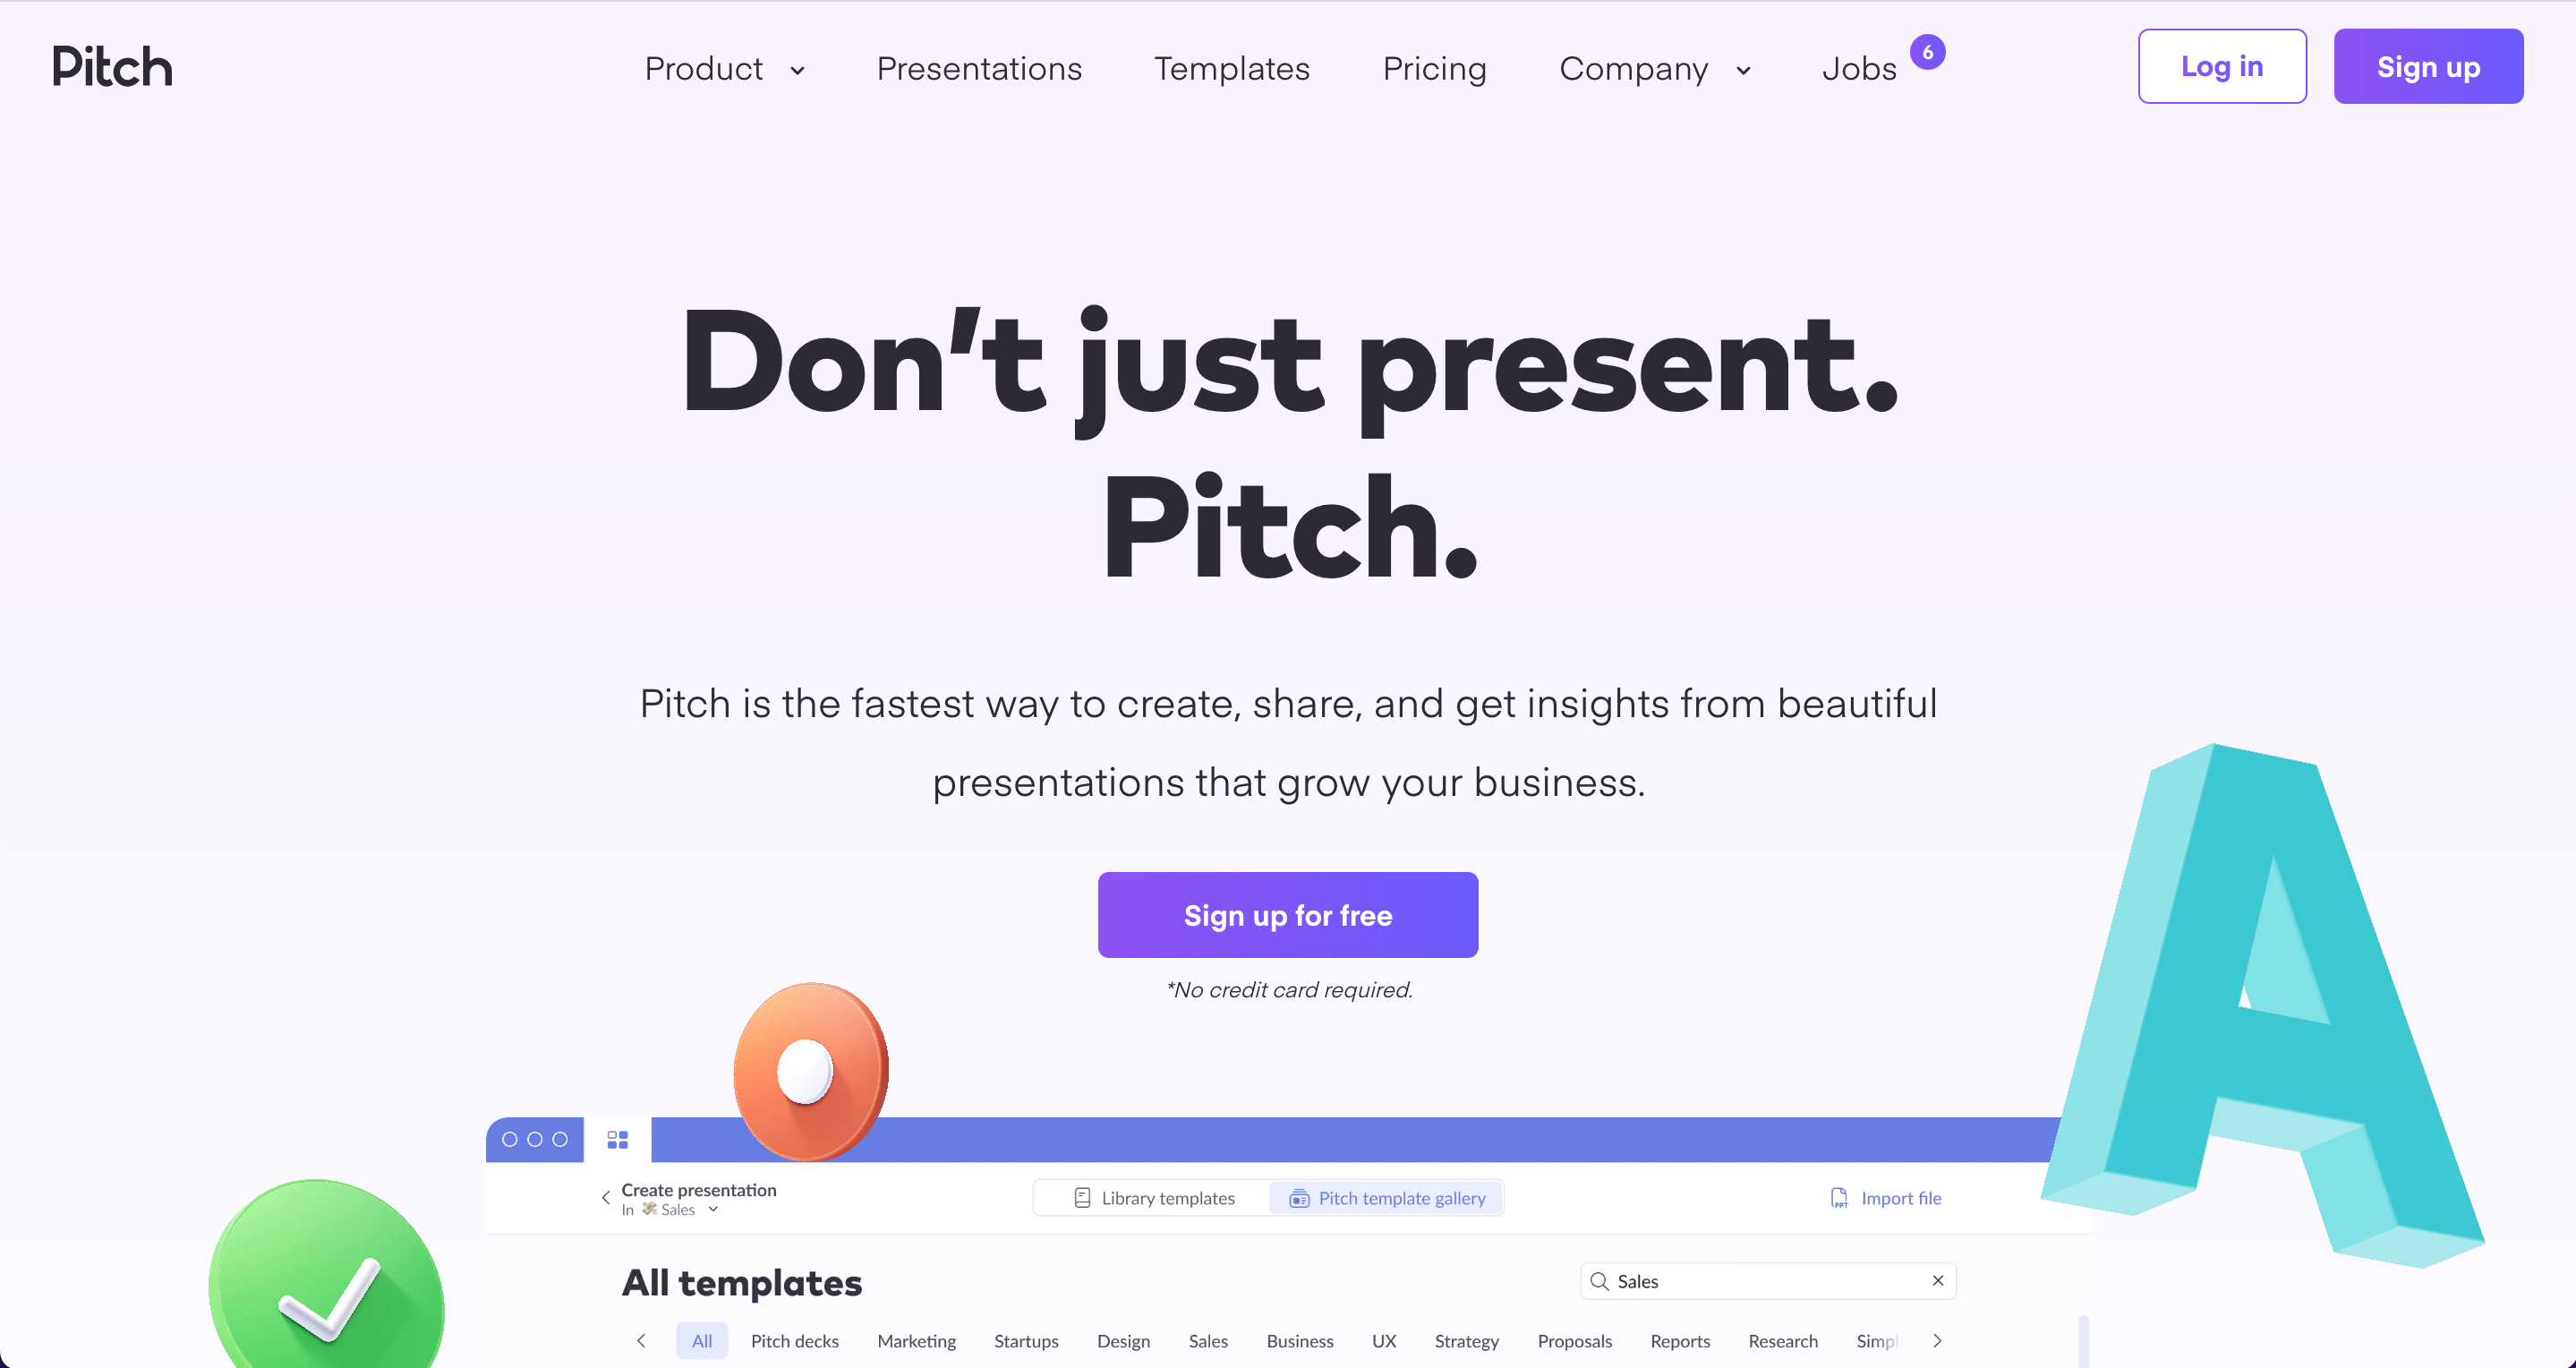 Pitch
Product
Presentations
Templates
Pricing
Company
Jobs
6
Log in
Sign up
Don’t just present.
Pitch.
Pitch is the fastest way to create, share, and get insights from beautiful
presentations that grow your business.
Sign up for free
*No credit card required.
A
Create presentation
In Sales
Library templates
Pitch template gallery
PPT
Import file
All templates
Sales
All
Pitch decks
Marketing
Startups
Design
Sales
Business
UX
Strategy
Proposals
Reports
Research
Simpl